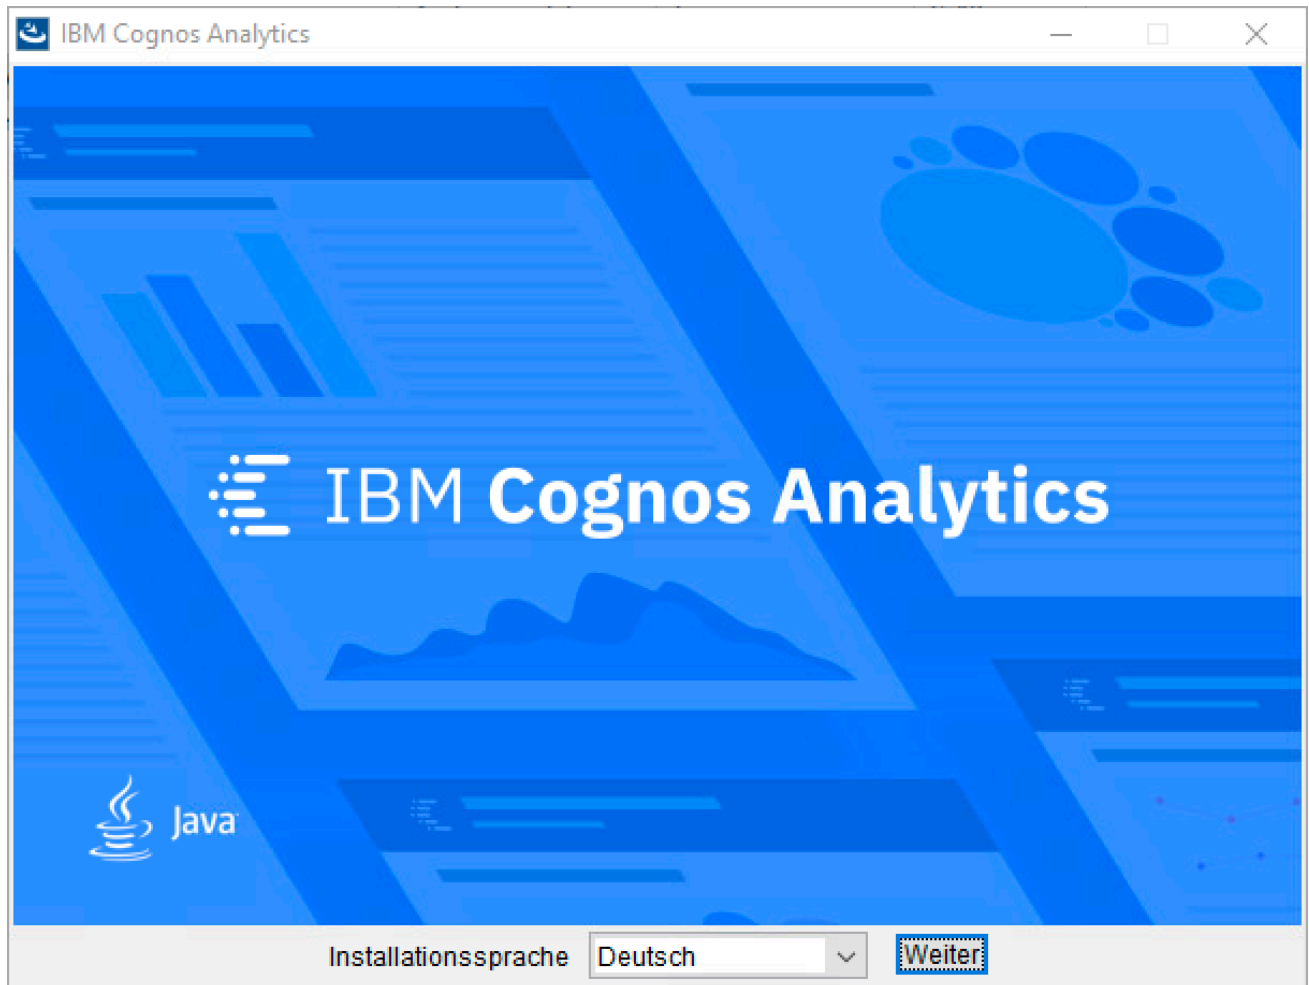 IBM Cognos Analytics
IBM Cognos Analytics
Java
Installationssprache Deutsch Weiter